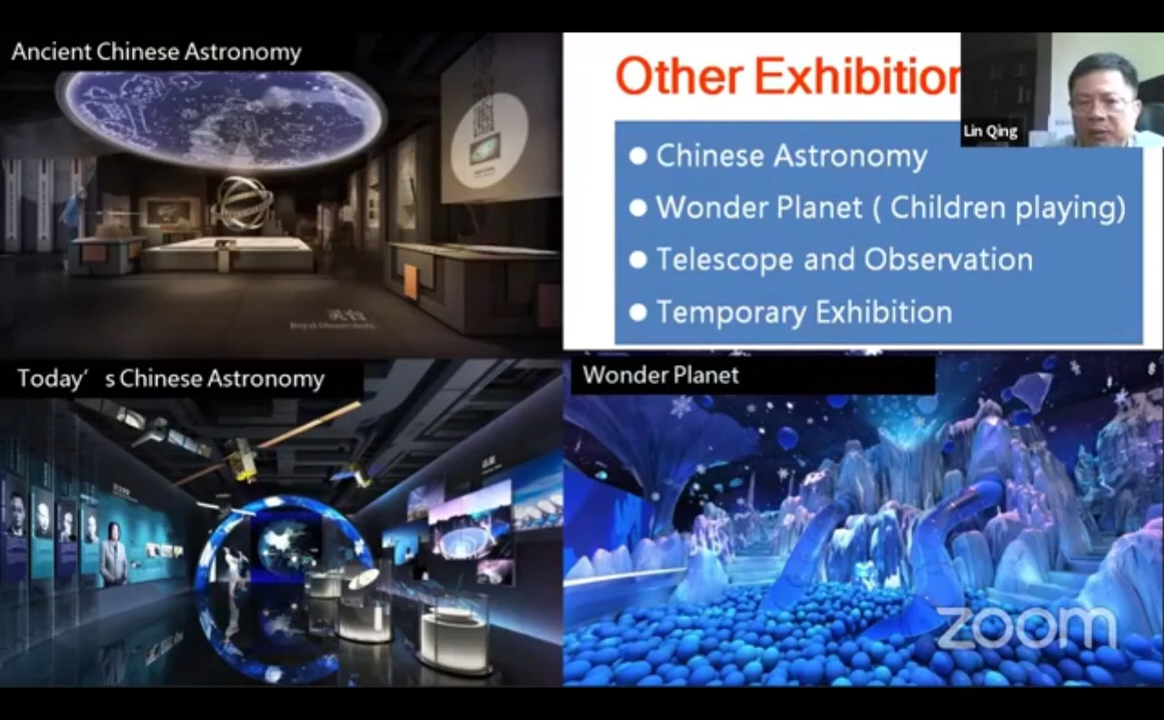 Ancient Chinese Astronomy
Other Exhibition
Lin Qing
● Chinese Astronomy
● Wonder Planet ( Children playing)
● Telescope and Observation
● Temporary Exhibition
Today’ s Chinese Astronomy
Wonder Planet
zoom